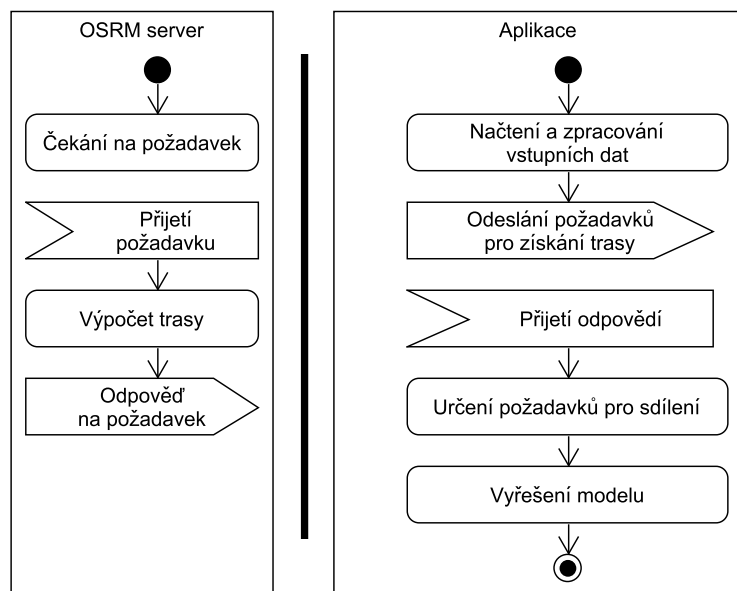 OSRM server
Čekání na požadavek
Přijetí
požadavku
Výpočet trasy
Odpověď
na požadavek
Aplikace
Načtení a zpracování
vstupních dat
Odeslání požadavků
pro získání trasy
Přijetí odpovědí
Určení požadavků pro sdílení
Vyřešení modelu